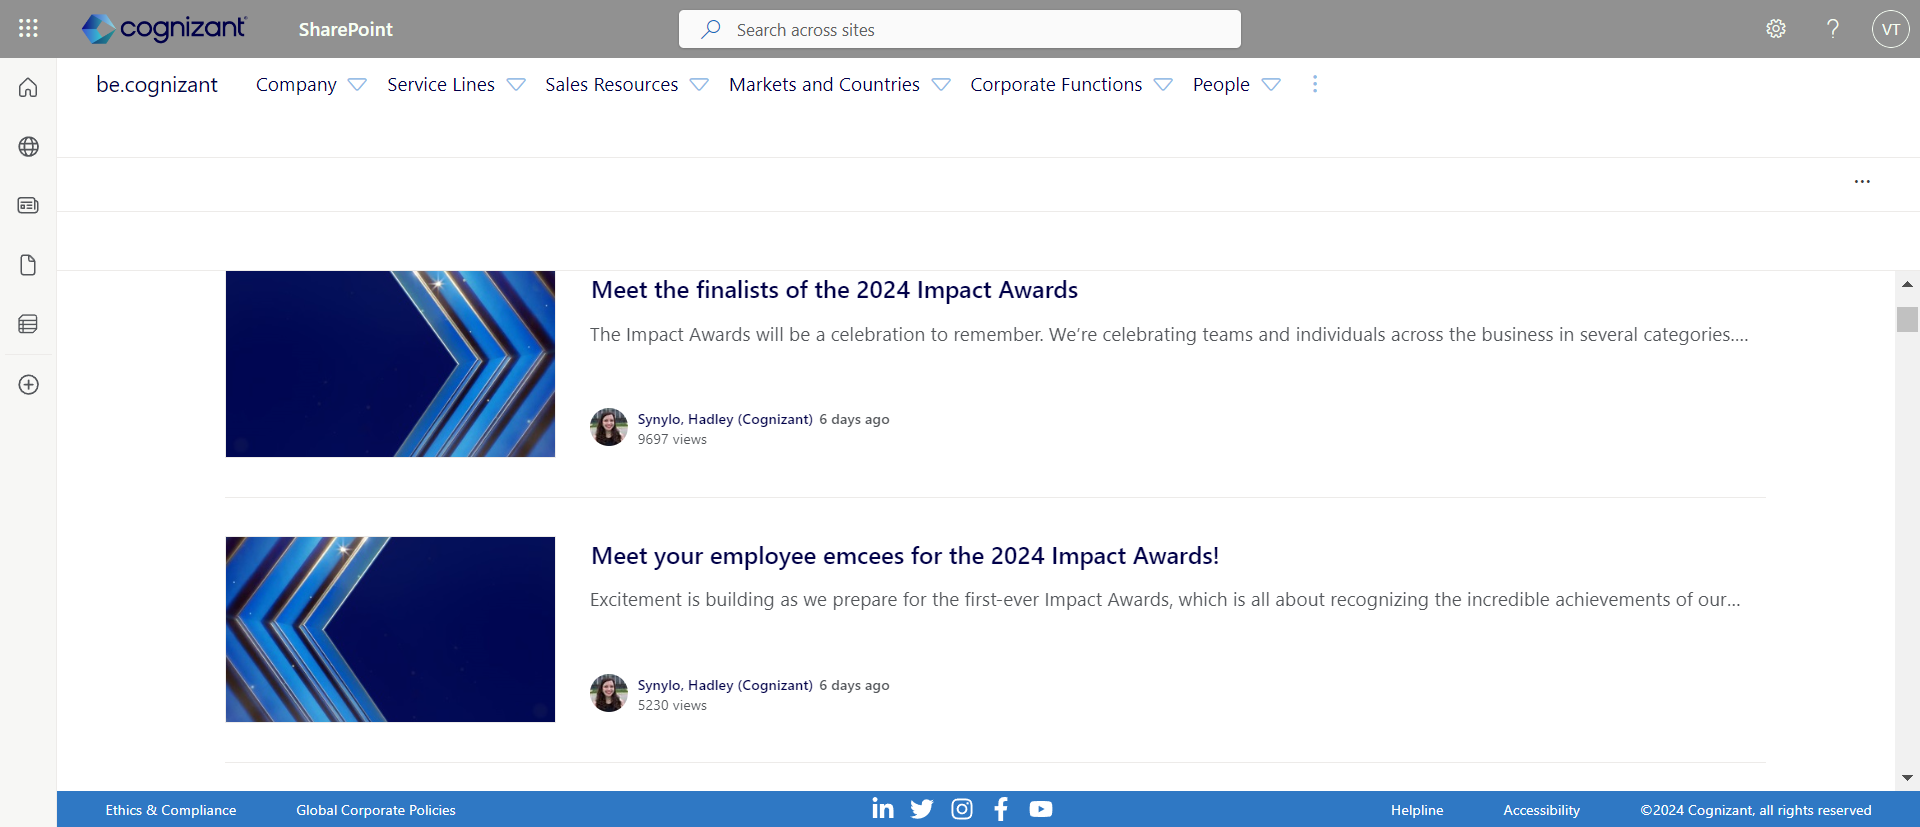 cognizant
SharePoint
Search across sites
VT
be.cognizant
Company
Service Lines
Sales Resources
Markets and Countries
Corporate Functions
People
Meet the finalists of the 2024 Impact Awards
The Impact Awards will be a celebration to remember. We’re celebrating teams and individuals across the business in several categories....
Synylo, Hadley (Cognizant) 6 days ago
9697 views
Meet your employee emcees for the 2024 Impact Awards!
Excitement is building as we prepare for the first-ever Impact Awards, which is all about recognizing the incredible achievements of our...
Synylo, Hadley (Cognizant) 6 days ago
5230 views
Ethics & Compliance
Global Corporate Policies
Helpline
Accessibility
©2024 Cognizant, all rights reserved